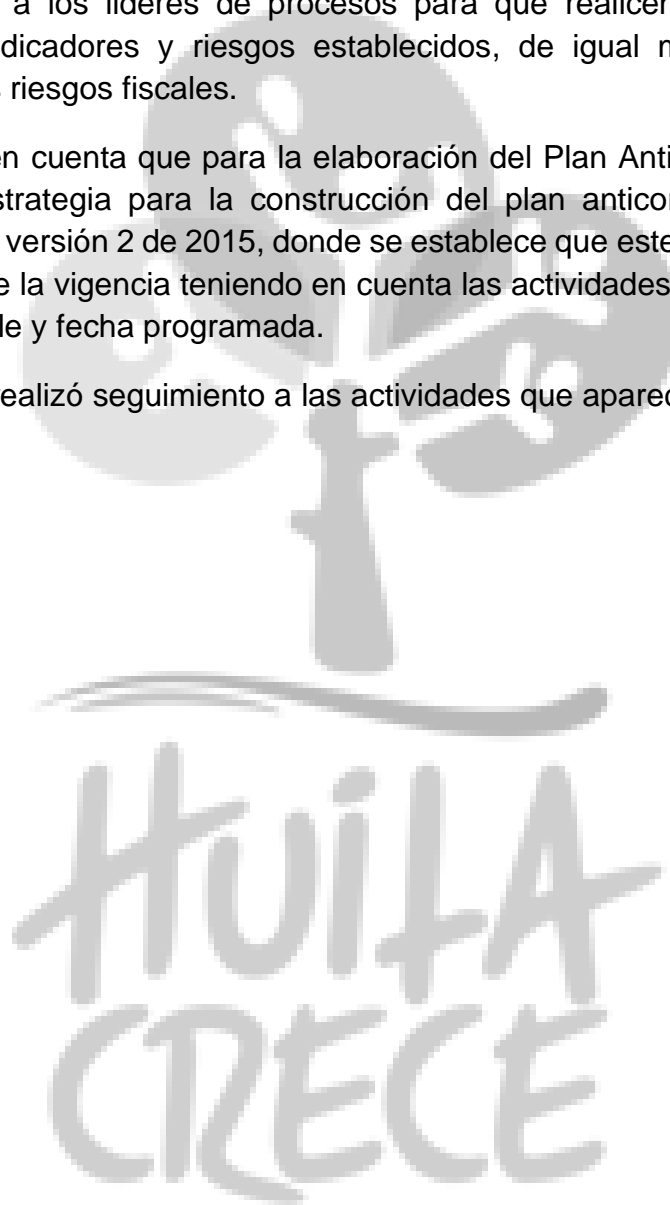 a los líderes de procesos para que realicen
dicadores y riesgos establecidos, de igual m
s riesgos fiscales.
en cuenta que para la elaboración del Plan Anti
strategia para la construcción del plan antico
versión 2 de 2015, donde se establece que este
e la vigencia teniendo en cuenta las actividades
le y fecha programada.
realizó seguimiento a las actividades que apare
HUILA
CRECE